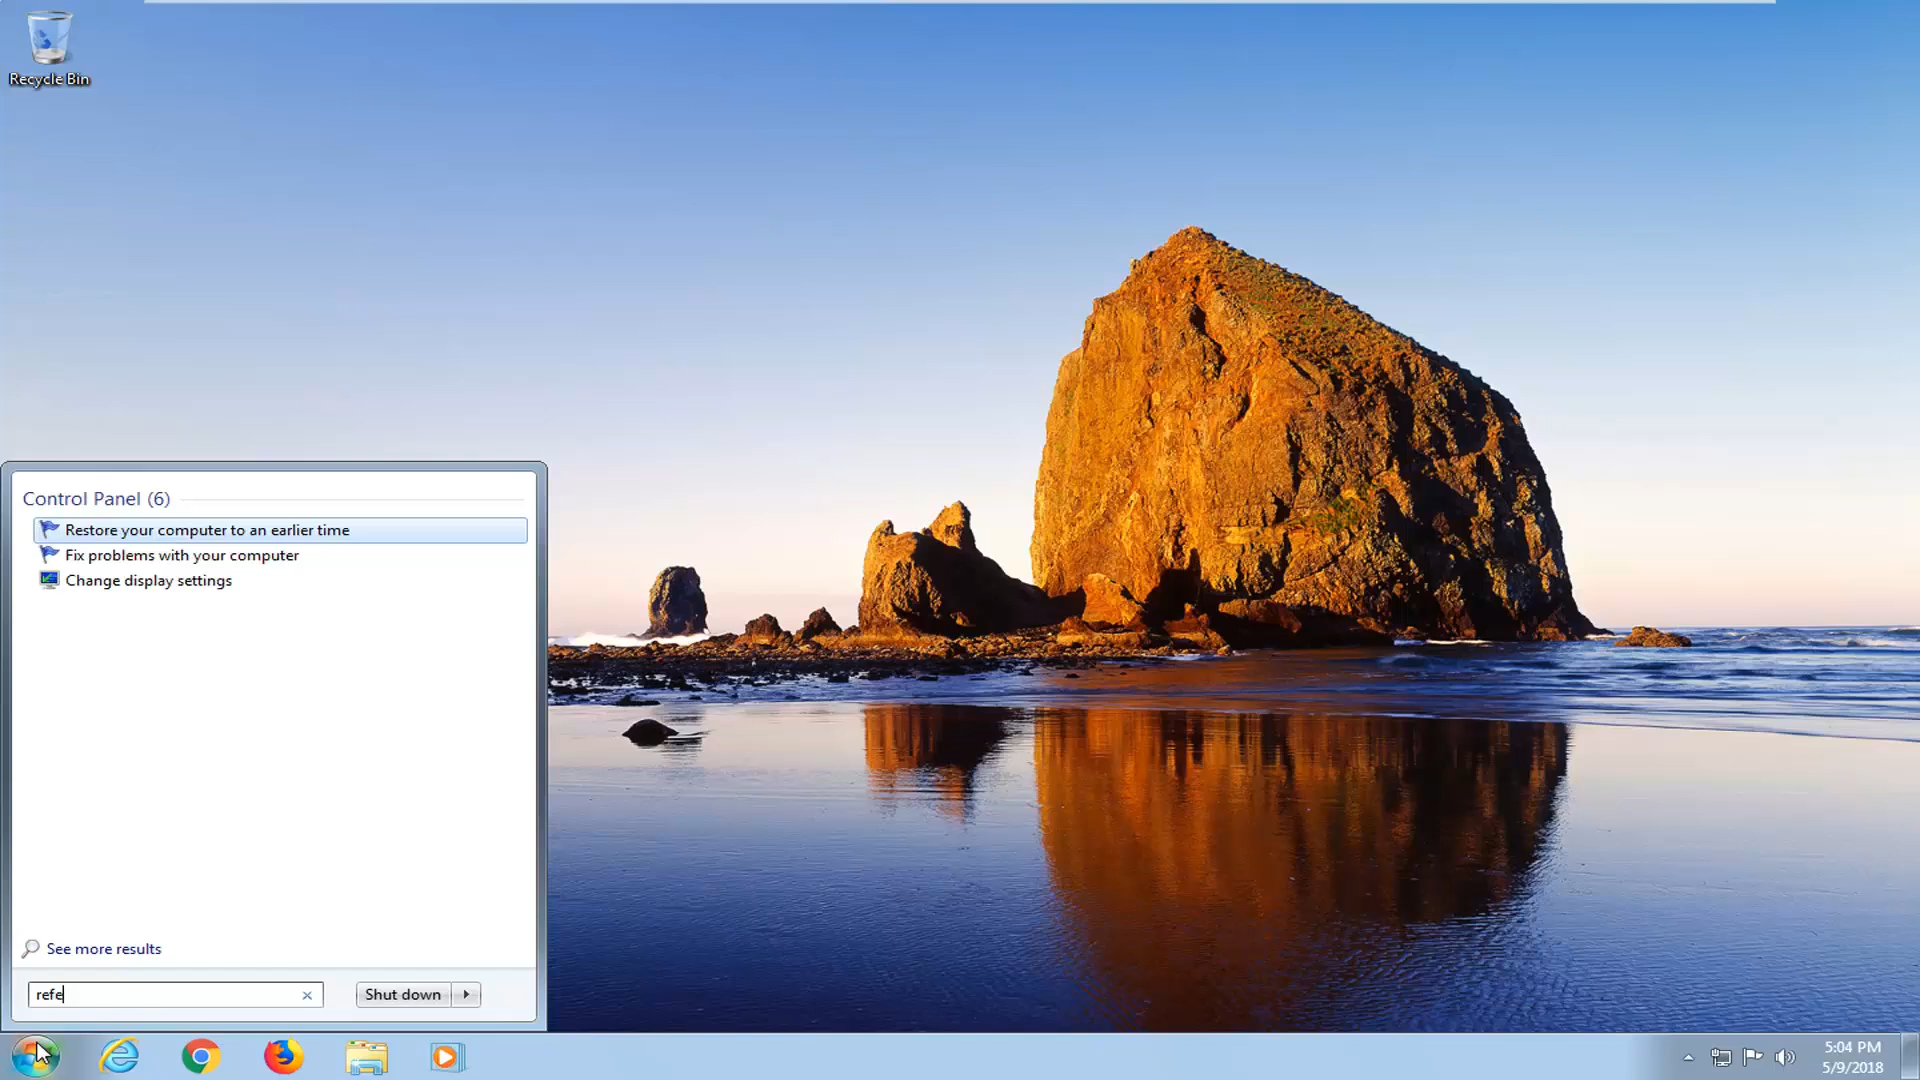 Recycle Bin
Control Panel (6)
Restore your computer to an earlier time
Fix problems with your computer
Change display settings
See more results
refe
Shut down
5:04 PM
5/9/2018